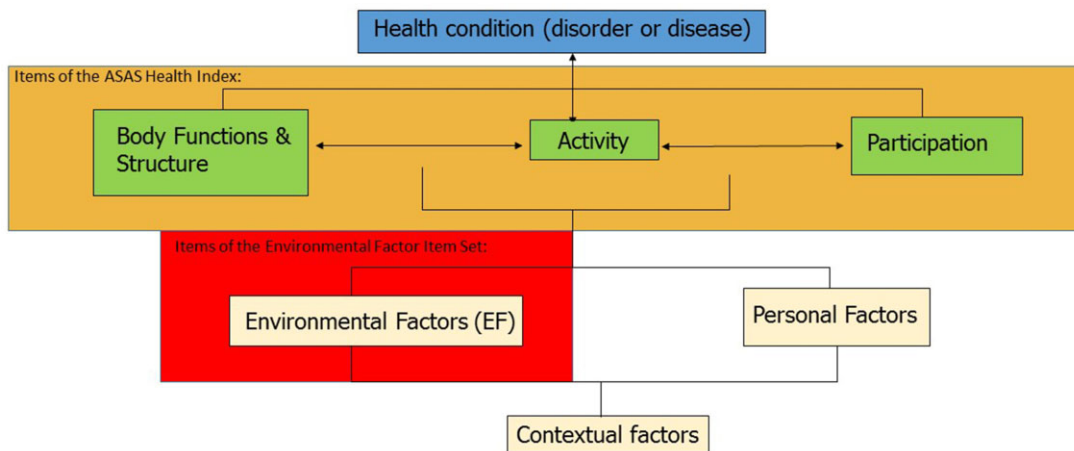 Health condition (disorder or disease)
Items of the ASAS Health Index:
Body Functions &
Structure
Activity
Participation
Items of the Environmental Factor Item Set:
Environmental Factors (EF)
Personal Factors
Contextual factors